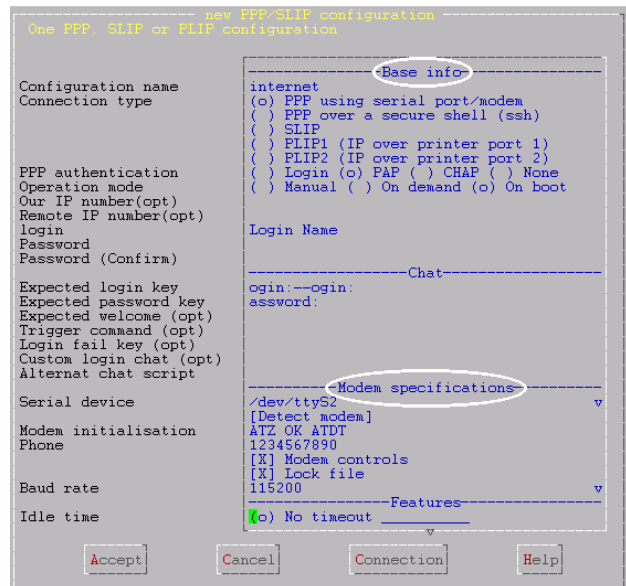 new PPP/SLIP configuration
One PPP, SLIP or PLIP configuration
Base info
Configuration name internet
Connection type (o) PPP using serial port/modem
( ) PPP over a secure shell (ssh)
( ) SLIP
( ) PLIP1 (IP over printer port 1)
( ) PLIP2 (IP over printer port 2)
PPP authentication ( ) Login (o) PAP ( ) CHAP ( ) None
Operation mode ( ) Manual ( ) On demand (o) On boot
Our IP number(opt)
Remote IP number(opt)
login Login Name
Password
Password (Confirm)
Chat
Expected login key ogin:--ogin:
Expected password key assword:
Expected welcome (opt)
Trigger command (opt)
Login fail key (opt)
Custom login chat (opt)
Alternat chat script
Modem specifications
Serial device /dev/ttyS2
[Detect modem]
Modem initialisation ATZ OK ATDT
Phone 1234567890
[X] Modem controls
[X] Lock file
Baud rate 115200
Features
Idle time (o) No timeout
Accept Cancel Connection Help